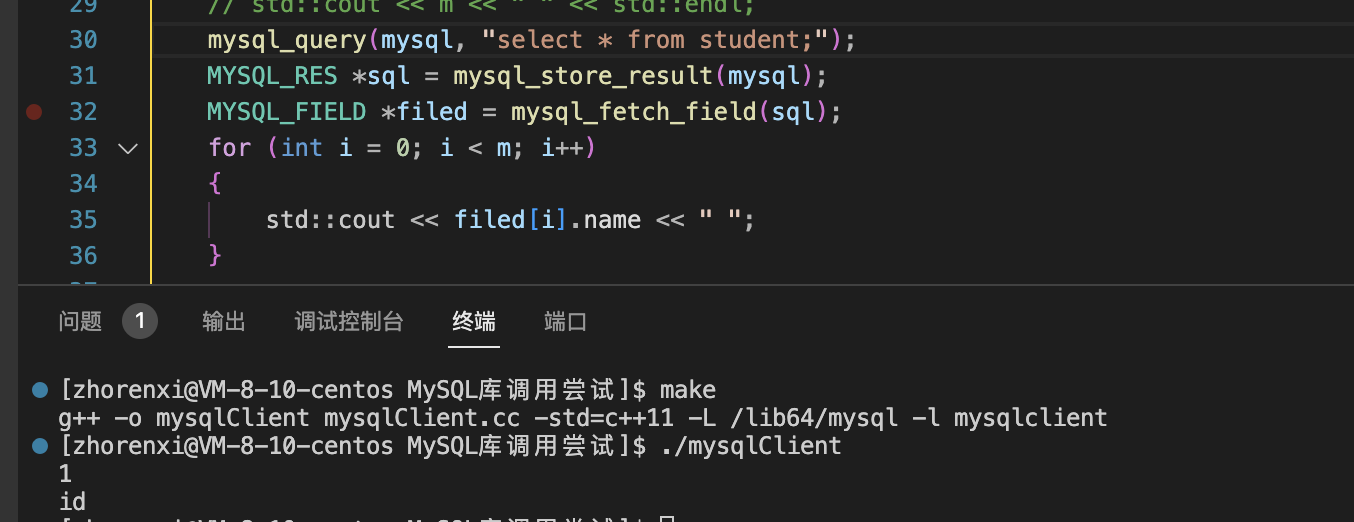 29 // std::cout << m << " " << std::endl;
30 mysql_query(mysql, "select * from student;");
31 MYSQL_RES *sql = mysql_store_result(mysql);
32 MYSQL_FIELD *filed = mysql_fetch_field(sql);
33 for (int i = 0; i < m; i++)
34 {
35 std::cout << filed[i].name << " ";
36 }
问题 1 输出 调试控制台 终端 端口
[zhorenxi@VM-8-10-centos MySQL库调用尝试]$ make
g++ -o mysqlClient mysqlClient.cc -std=c++11 -L /lib64/mysql -l mysqlclient
[zhorenxi@VM-8-10-centos MySQL库调用尝试]$ ./mysqlClient
1
id